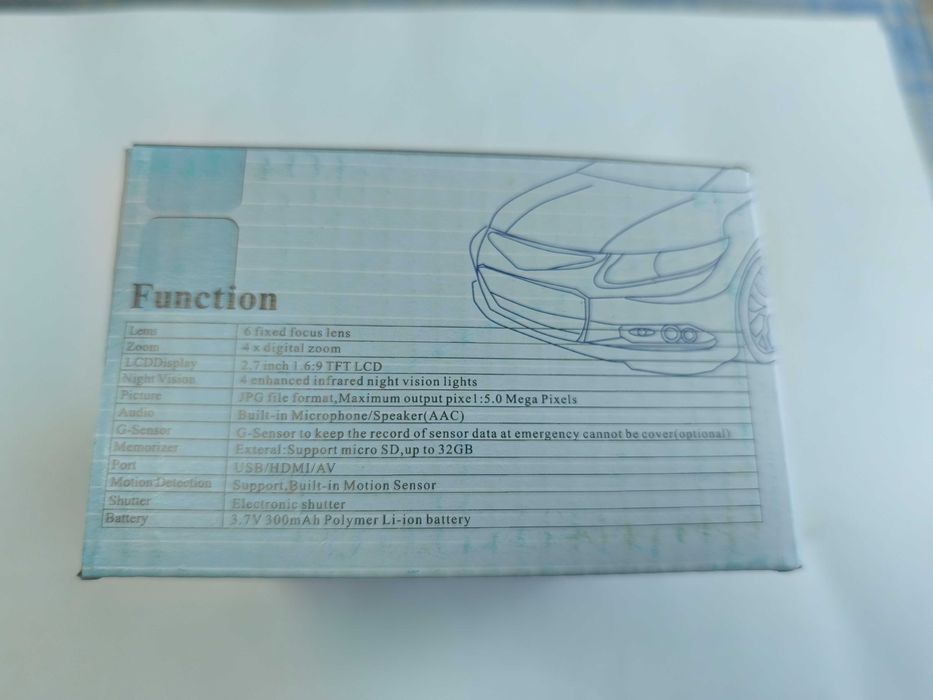 Function
Lens 6 fixed focus lens
Zoom 4 x digital zoom
LCDDisplay 2.7 inch 1.6:9 TFT LCD
Night Vision 4 enhanced infrared night vision lights
Picture JPG file format,Maximum output pixel:5.0 Mega Pixels
Audio Built-in Microphone/Speaker(AAC)
G-Sensor G-Sensor to keep the record of sensor data at emergency cannot be cover(optional)
Memorizer Exteral:Support micro SD,up to 32GB
Port USB/HDMI/AV
Motion Detection Support,Built-in Motion Sensor
Shutter Electronic shutter
Battery 3.7V 300mAh Polymer Li-ion battery